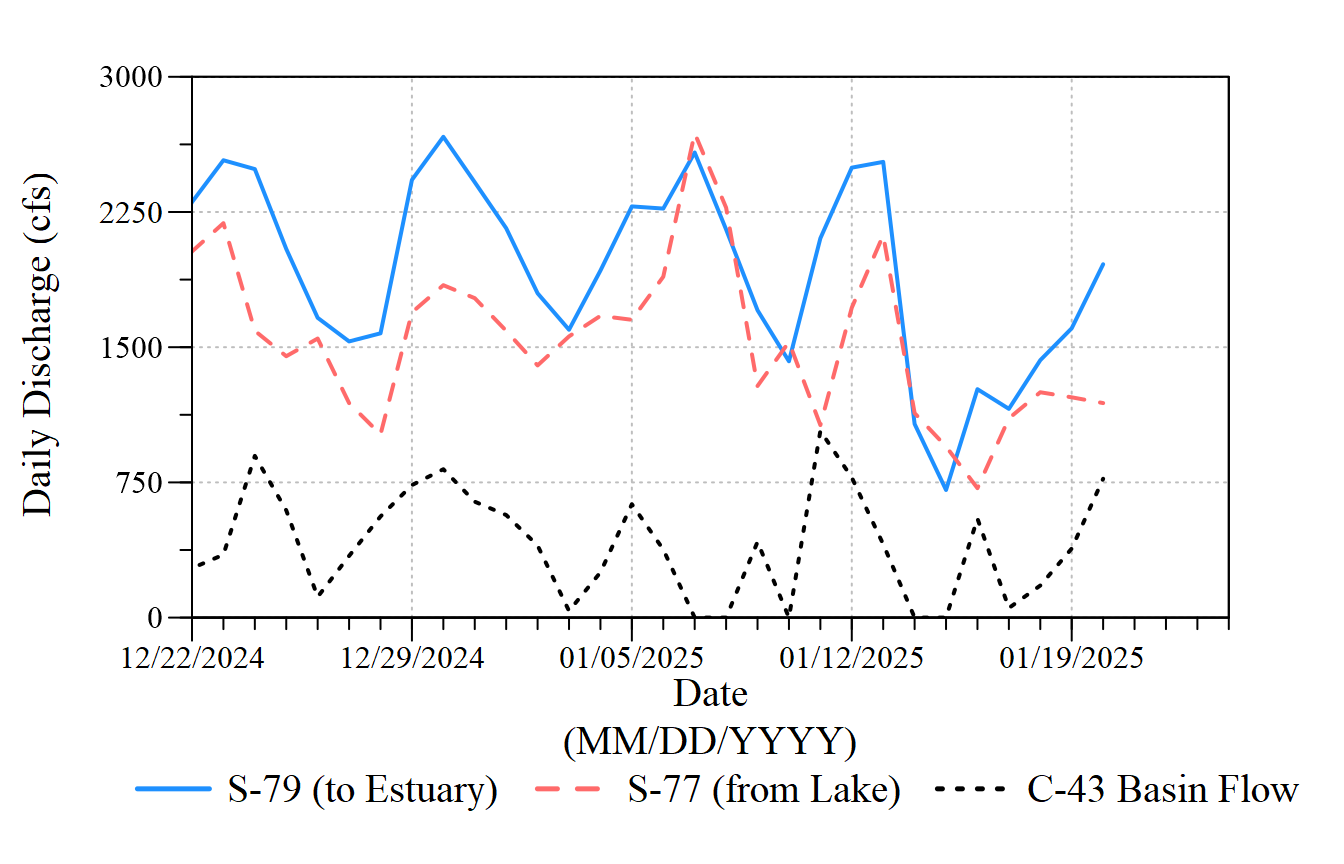 3000
2250
1500
750
0
Daily Discharge (cfs)
12/22/2024 12/29/2024 01/05/2025 01/12/2025 01/19/2025
Date
(MM/DD/YYYY)
S-79 (to Estuary) S-77 (from Lake) C-43 Basin Flow